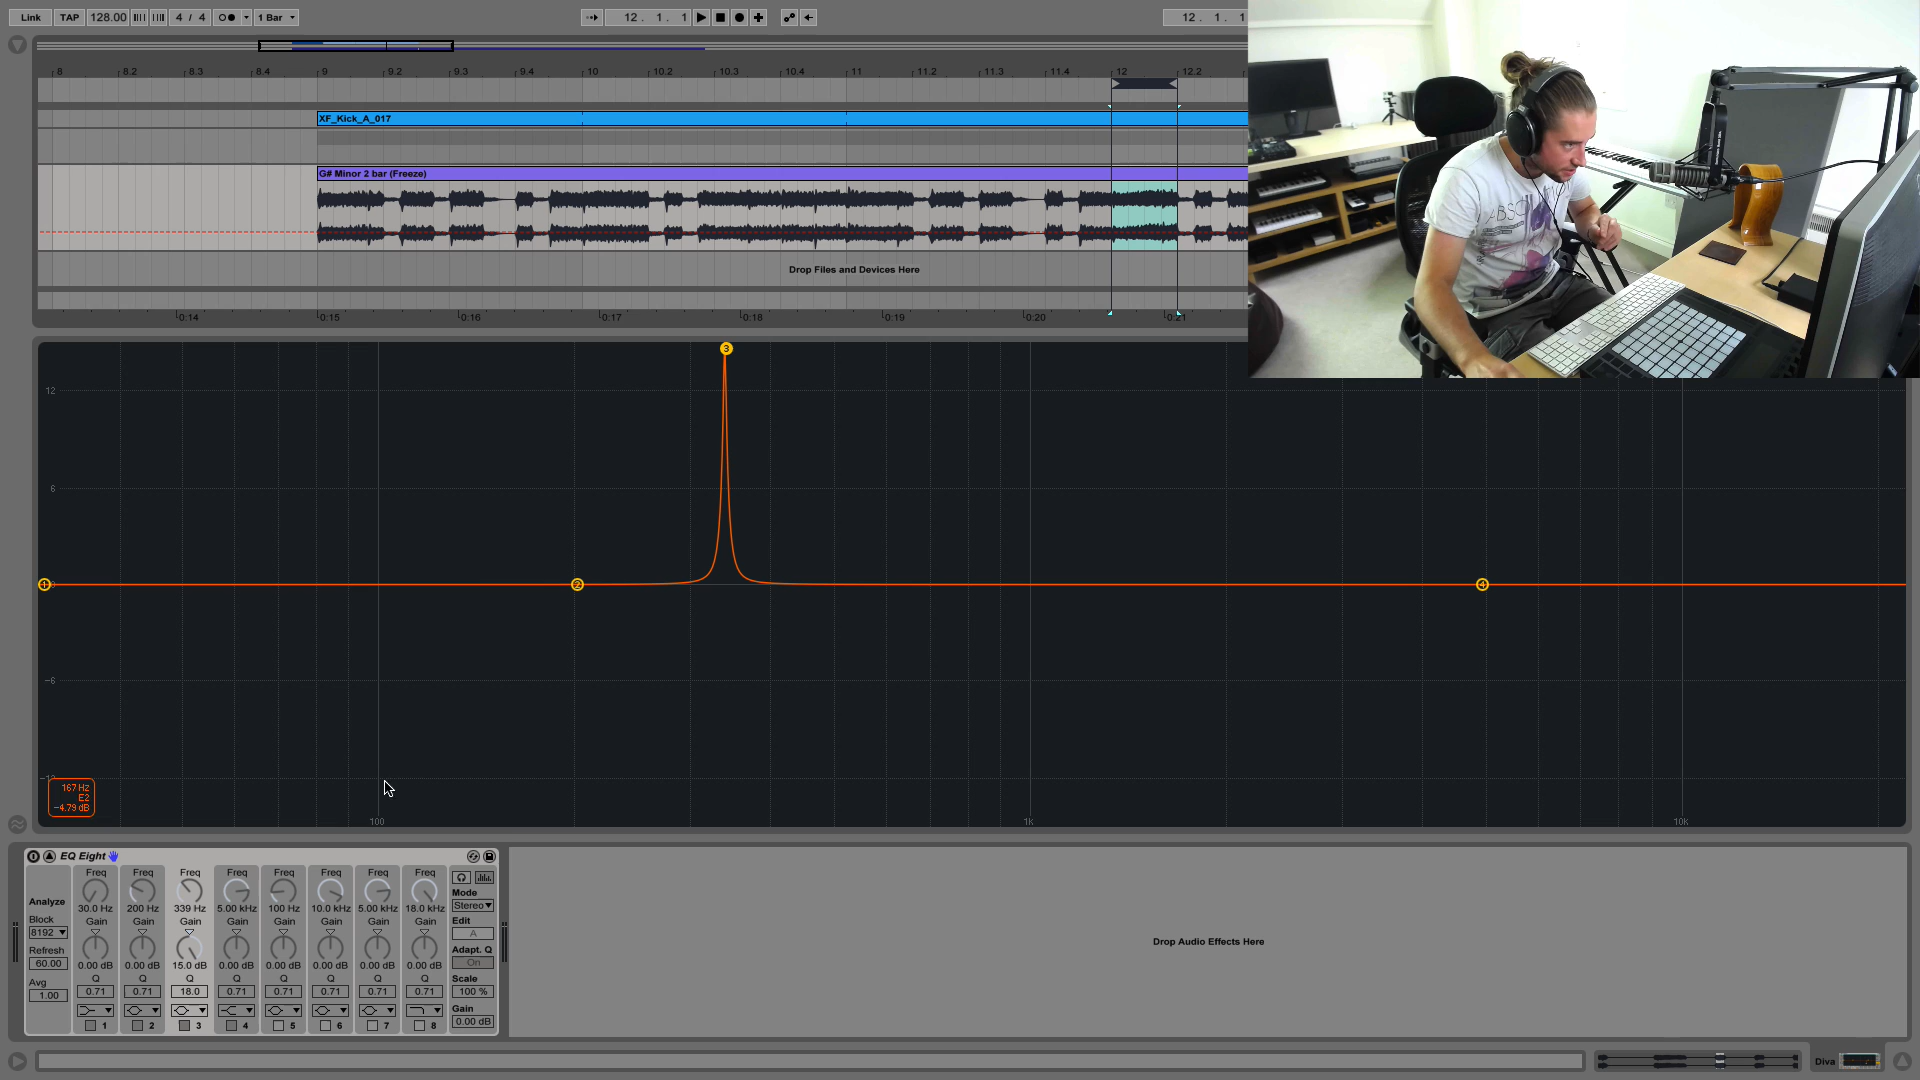 Link TAP 128.00 4 / 4 1 Bar 12. 1. 1 12. 1. 1
8 8.2 8.3 8.4 9 9.2 9.3 9.4 10 10.2 10.3 10.4 11 11.2 11.3 11.4 12 12.2
XF_Kick_A_017
G# Minor 2 bar (Freeze)
Drop Files and Devices Here
0:14 0:15 0:16 0:17 0:18 0:19 0:20 0:21
3
12
6
1 2 4
-6
167 Hz
E2
-4.79 dB
100 1k 10k
EQ Eight
Freq Freq Freq Freq Freq Freq Freq Freq
30.0 Hz 200 Hz 339 Hz 5.00 kHz 100 Hz 10.0 kHz 5.00 kHz 18.0 kHz
Gain Gain Gain Gain Gain Gain Gain Gain
0.00 dB 0.00 dB 15.0 dB 0.00 dB 0.00 dB 0.00 dB 0.00 dB 0.00 dB
Q Q Q Q Q Q Q Q
0.71 0.71 18.0 0.71 0.71 0.71 0.71 0.71
1 2 3 4 5 6 7 8
Analyze
Block
8192
Refresh
60.00
Avg
1.00
Mode
Stereo
Edit
A
Adapt. Q
On
Scale
100 %
Gain
0.00 dB
Drop Audio Effects Here
Diva